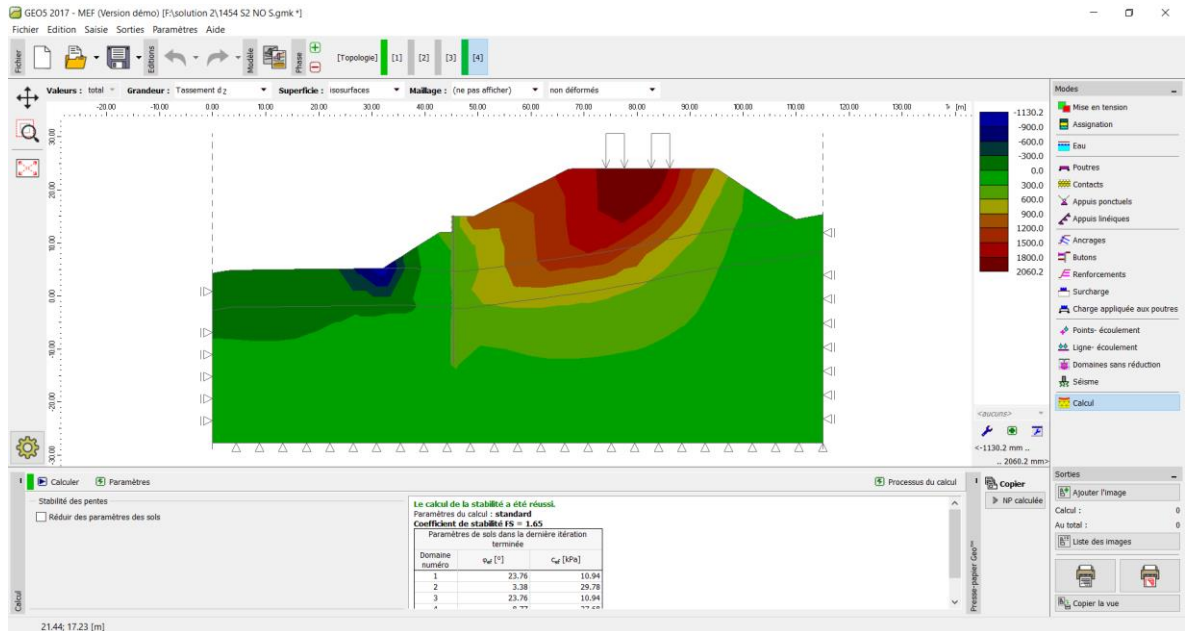 GEO5 2017 - MEF (Version démo) [F:\solution 2\1454 S2 NO S.gmk *]
Fichier Edition Saisie Sorties Paramètres Aide
Fichier Editions Modèle Phase [Topologie] [1] [2] [3] [4]
Valeurs : total Grandeur : Tassement dz Superficie : isosurfaces Maillage : (ne pas afficher) non déformés
-20.00 -10.00 0.00 10.00 20.00 30.00 40.00 50.00 60.00 70.00 80.00 90.00 100.00 110.00 120.00 130.00 [m]
30.00
20.00
10.00
0.00
-10.00
-20.00
-30.00
-1130.2
-900.0
-600.0
-300.0
0.0
300.0
600.0
900.0
1200.0
1500.0
1800.0
2060.2
<aucuns>
<-1130.2 mm ..
.. 2060.2 mm>
Modes
Mise en tension
Assignation
Eau
Poutres
Contacts
Appuis ponctuels
Appuis linéiques
Ancrages
Butons
Renforcements
Surcharge
Charge appliquée aux poutres
Points- écoulement
Ligne- écoulement
Domaines sans réduction
Séisme
Calcul
Calculer Paramètres Processus du calcul
Stabilité des pentes
Réduir des paramètres des sols
Calcul
Le calcul de la stabilité a été réussi.
Paramètres du calcul : standard
Coefficient de stabilité FS = 1.65
Paramètres de sols dans la dernière itération
terminée
Domaine
numéro φef [°] cef [kPa]
1 23.76 10.94
2 3.38 29.78
3 23.76 10.94
Presse-papier Geo™
Copier
NP calculée
Sorties
Ajouter l'image
Calcul : 0
Au total : 0
Liste des images
Copier la vue
21.44; 17.23 [m]